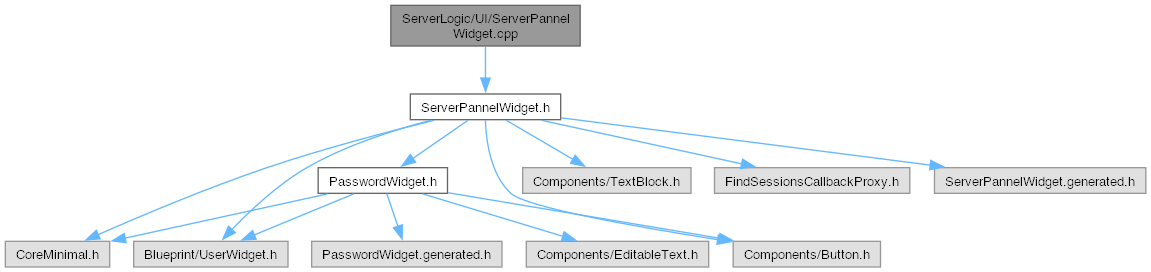 ServerLogic/UI/ServerPannel
Widget.cpp
ServerPannelWidget.h
PasswordWidget.h
Components/TextBlock.h
FindSessionsCallbackProxy.h
ServerPannelWidget.generated.h
CoreMinimal.h
Blueprint/UserWidget.h
PasswordWidget.generated.h
Components/EditableText.h
Components/Button.h